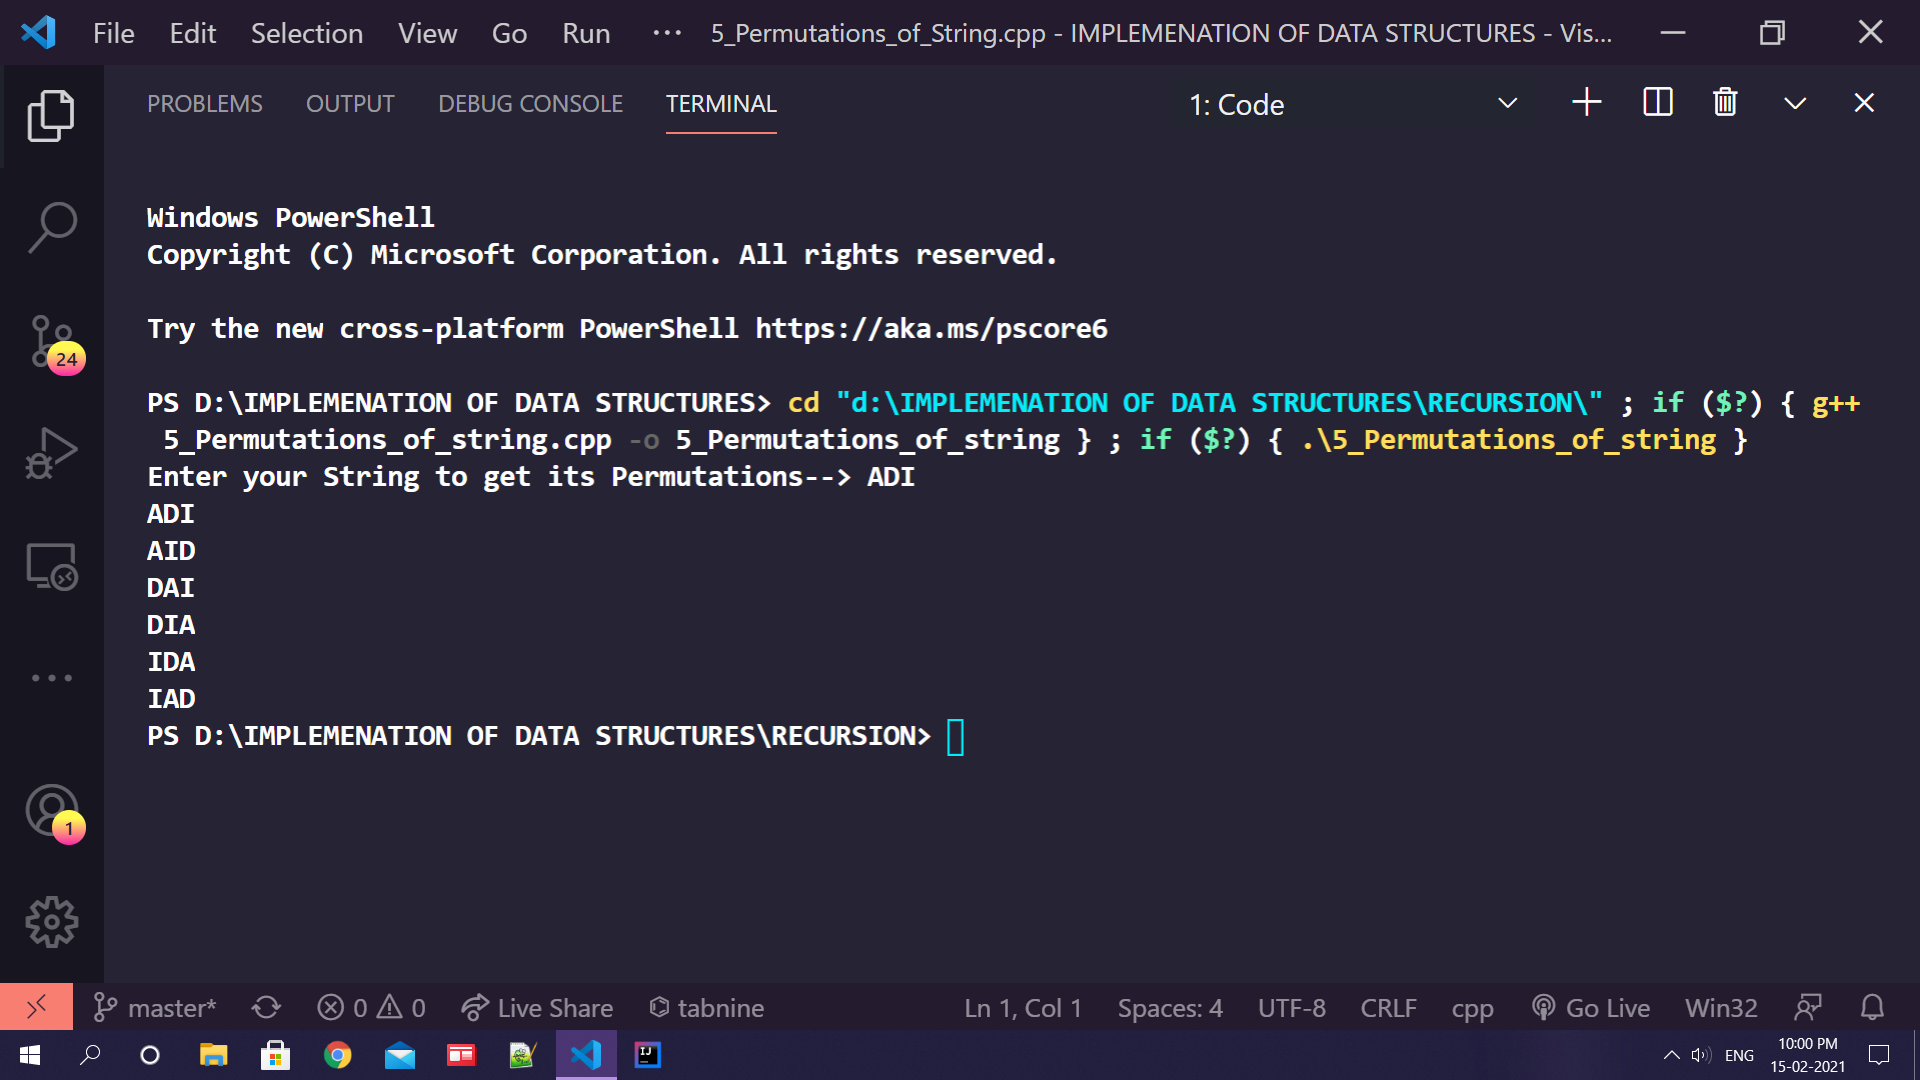 File Edit Selection View Go Run ··· 5_Permutations_of_String.cpp - IMPLEMENATION OF DATA STRUCTURES - Vis...
PROBLEMS OUTPUT DEBUG CONSOLE TERMINAL 1: Code
Windows PowerShell
Copyright (C) Microsoft Corporation. All rights reserved.
Try the new cross-platform PowerShell https://aka.ms/pscore6
PS D:\IMPLEMENATION OF DATA STRUCTURES> cd "d:\IMPLEMENATION OF DATA STRUCTURES\RECURSION\" ; if ($?) { g++
5_Permutations_of_string.cpp -o 5_Permutations_of_string } ; if ($?) { .\5_Permutations_of_string }
Enter your String to get its Permutations--> ADI
ADI
AID
DAI
DIA
IDA
IAD
PS D:\IMPLEMENATION OF DATA STRUCTURES\RECURSION>
24
1
master* 0 0 Live Share tabnine Ln 1, Col 1 Spaces: 4 UTF-8 CRLF cpp Go Live Win32
IJ ENG 10:00 PM
15-02-2021